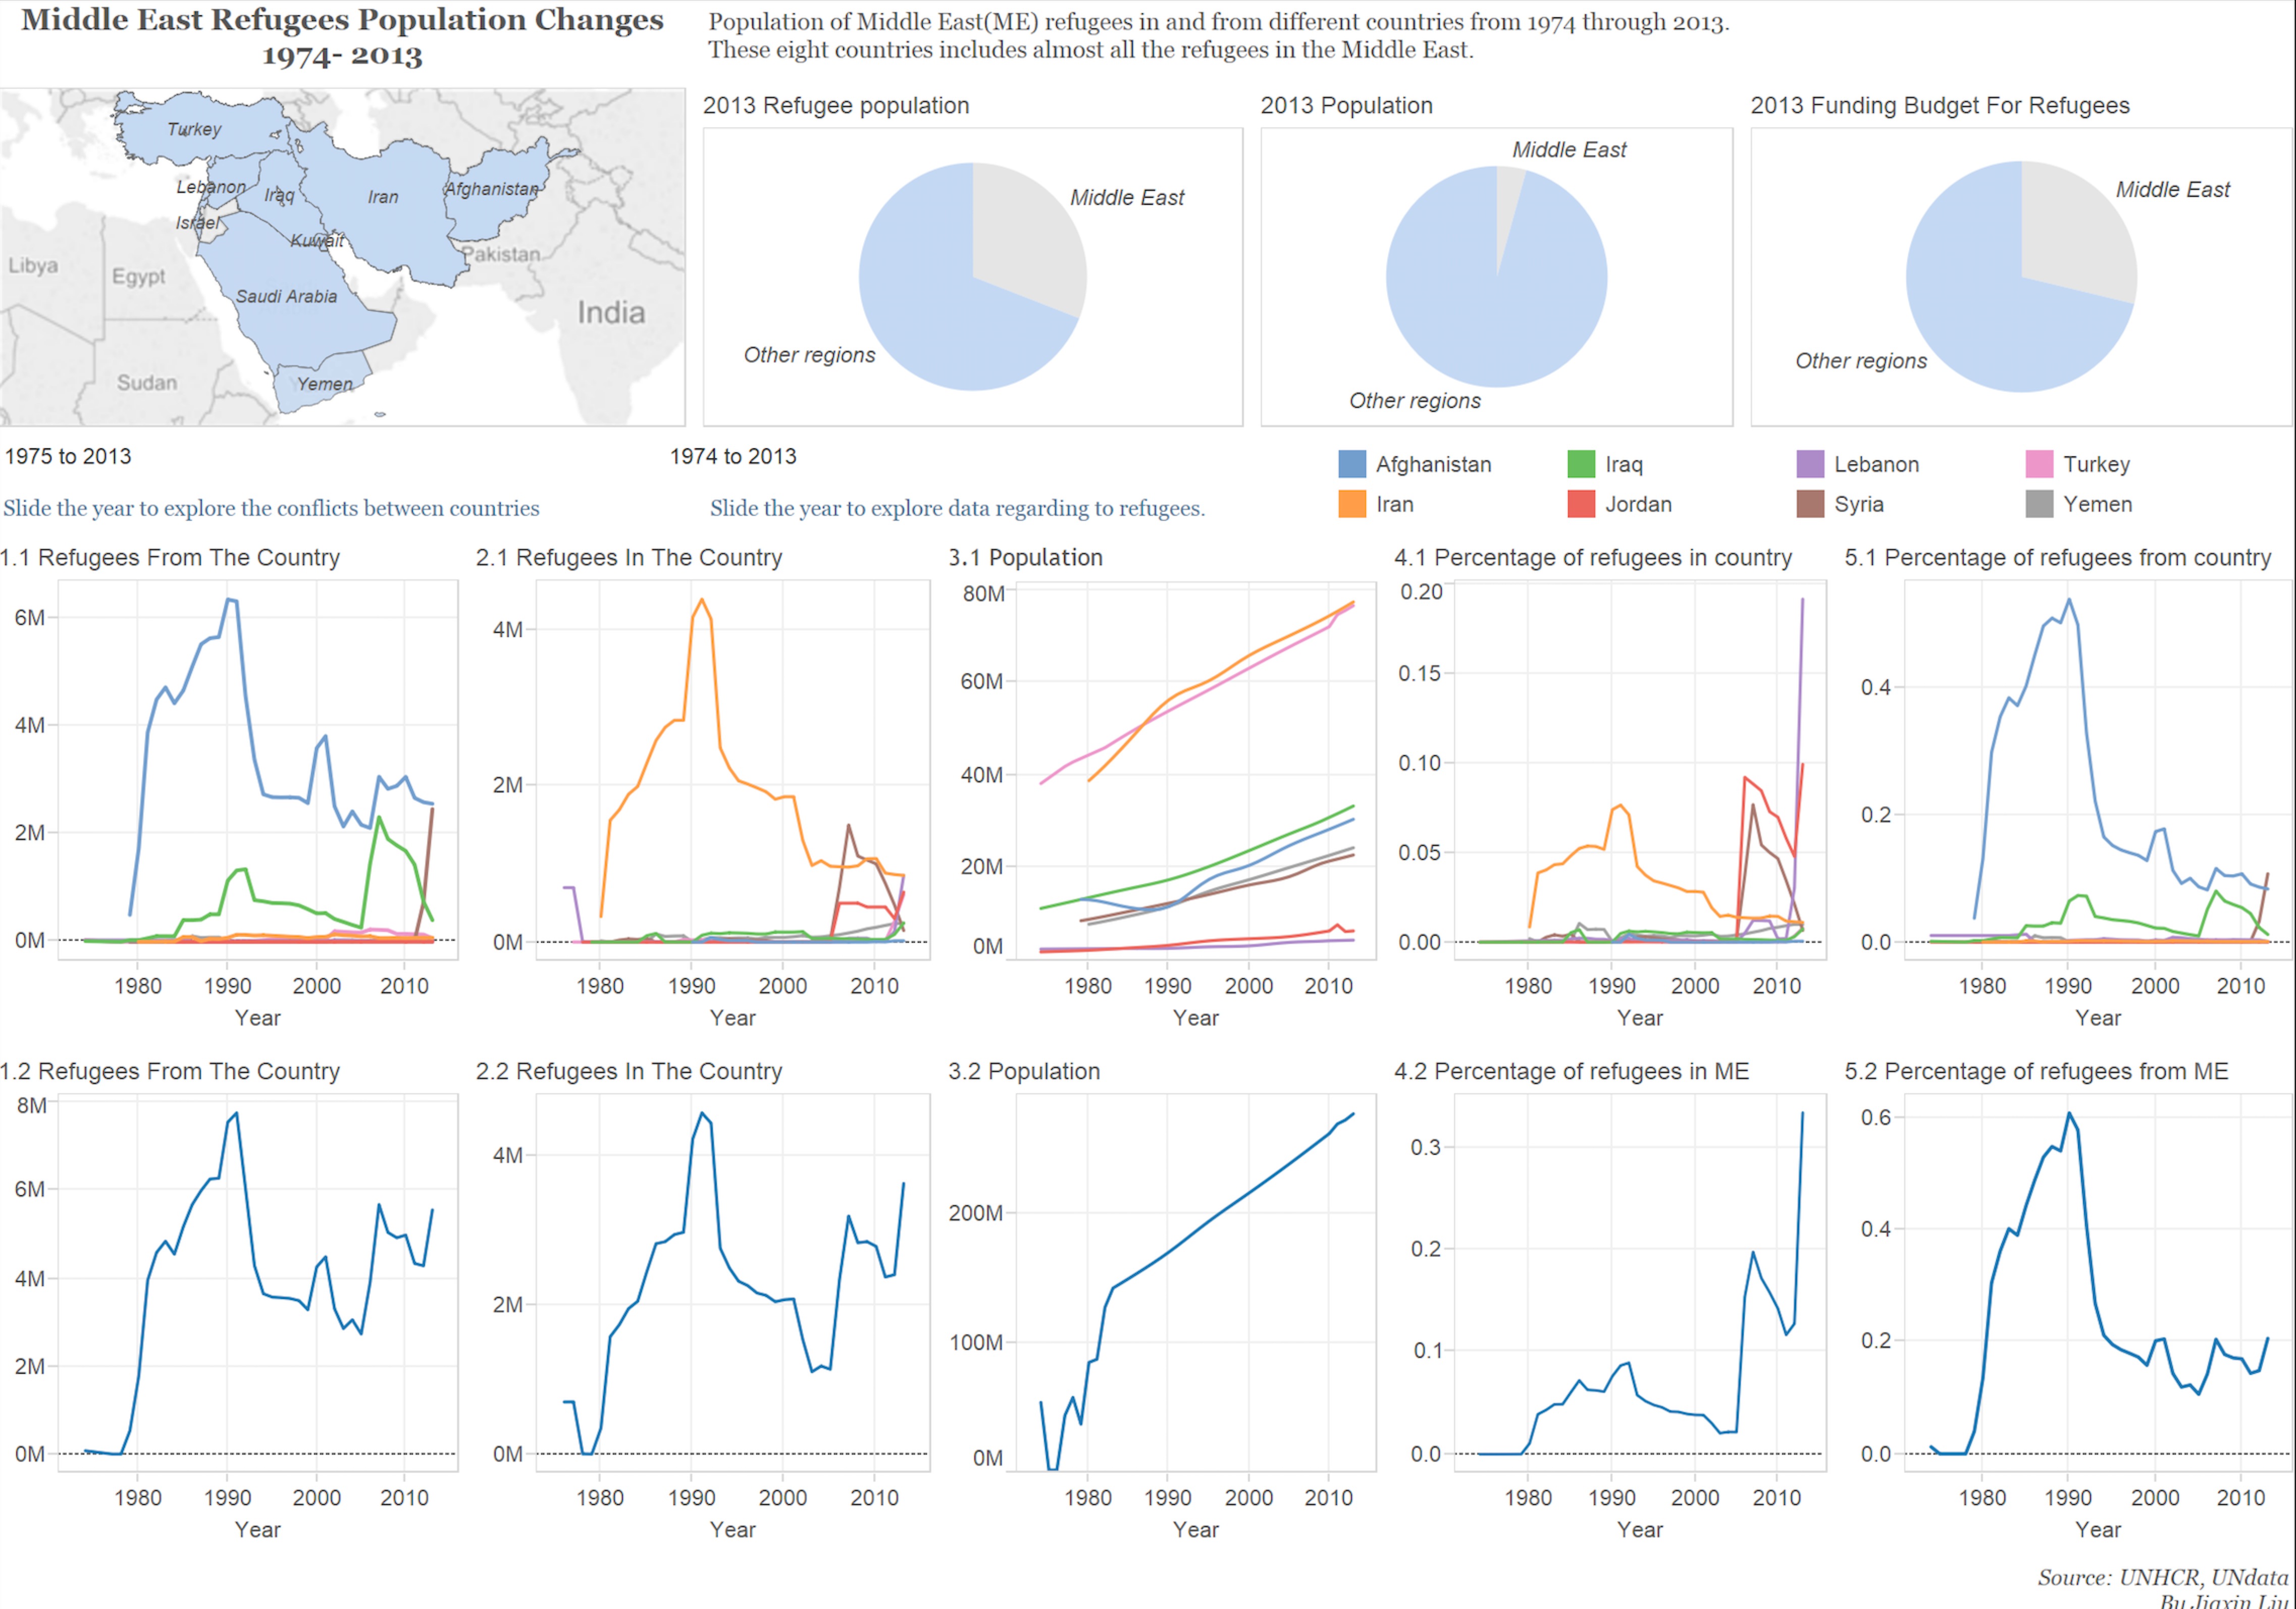 Middle East Refugees Population Changes
1974- 2013
Population of Middle East(ME) refugees in and from different countries from 1974 through 2013.
These eight countries includes almost all the refugees in the Middle East.
Turkey
Lebanon
Iraq
Iran
Afghanistan
Israel
Kuwait
Pakistan
Libya
Egypt
Saudi Arabia
India
Sudan
Yemen
2013 Refugee population
Middle East
Other regions
2013 Population
Middle East
Other regions
2013 Funding Budget For Refugees
Middle East
Other regions
1975 to 2013
Slide the year to explore the conflicts between countries
1974 to 2013
Slide the year to explore data regarding to refugees.
Afghanistan
Iraq
Lebanon
Turkey
Iran
Jordan
Syria
Yemen
1.1 Refugees From The Country
6M
4M
2M
0M
1980 1990 2000 2010
Year
2.1 Refugees In The Country
4M
2M
0M
1980 1990 2000 2010
Year
3.1 Population
80M
60M
40M
20M
0M
1980 1990 2000 2010
Year
4.1 Percentage of refugees in country
0.20
0.15
0.10
0.05
0.00
1980 1990 2000 2010
Year
5.1 Percentage of refugees from country
0.4
0.2
0.0
1980 1990 2000 2010
Year
1.2 Refugees From The Country
8M
6M
4M
2M
0M
1980 1990 2000 2010
Year
2.2 Refugees In The Country
4M
2M
0M
1980 1990 2000 2010
Year
3.2 Population
200M
100M
0M
1980 1990 2000 2010
Year
4.2 Percentage of refugees in ME
0.3
0.2
0.1
0.0
1980 1990 2000 2010
Year
5.2 Percentage of refugees from ME
0.6
0.4
0.2
0.0
1980 1990 2000 2010
Year
Source: UNHCR, UNdata
By Jiaxin Liu